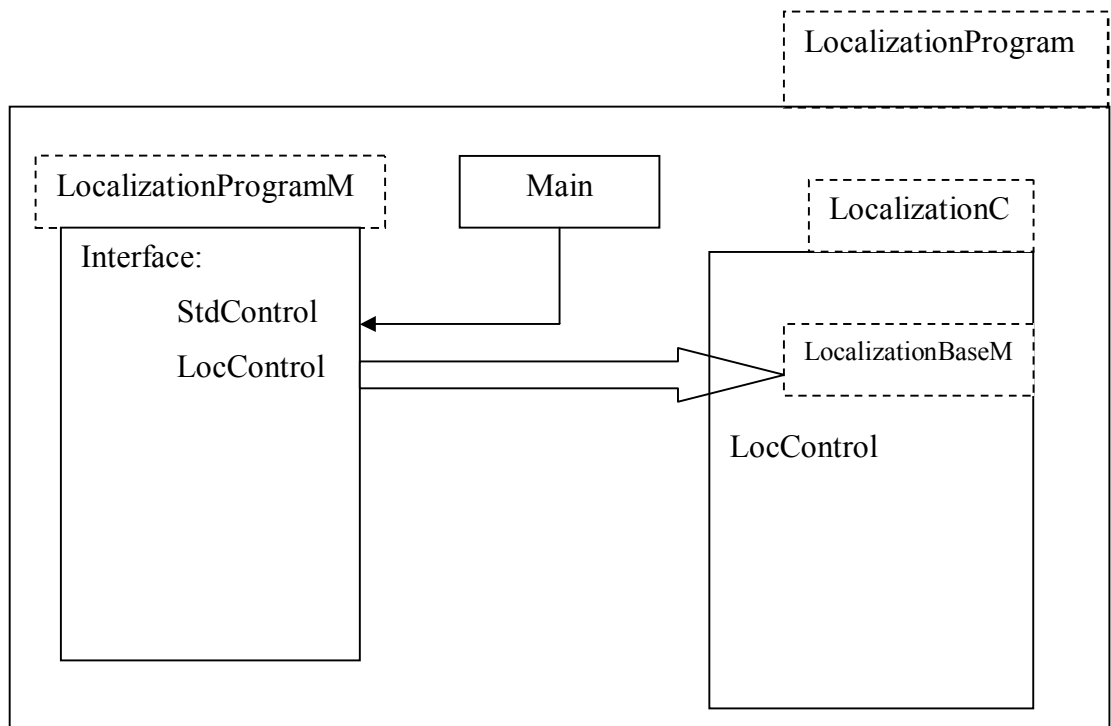 LocalizationProgram
LocalizationProgramM
Main
LocalizationC
Interface:
StdControl
LocControl
LocalizationBaseM
LocControl